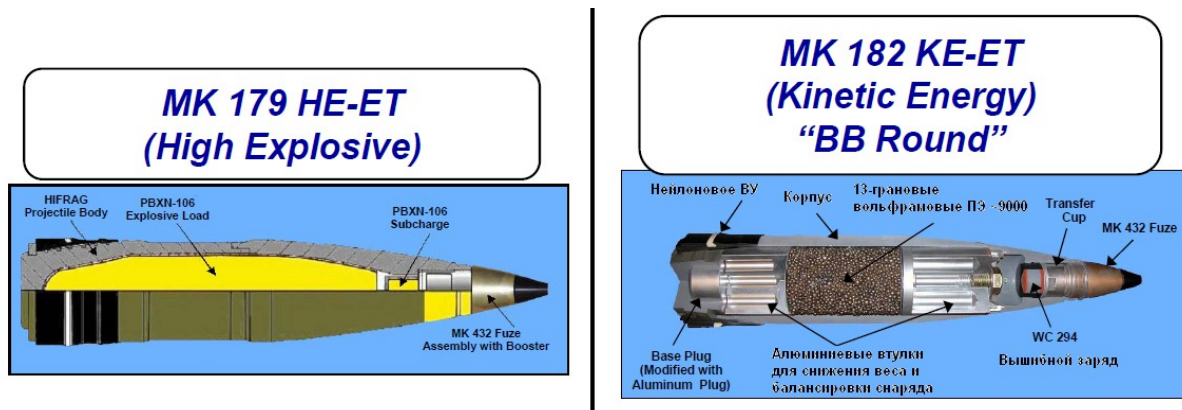 MK 179 HE-ET
(High Explosive)
HIFRAG
Projectile Body
PBXN-106
Explosive Load
PBXN-106
Subcharge
MK 432 Fuze
Assembly with Booster
MK 182 KE-ET
(Kinetic Energy)
“BB Round”
Нейлоновое ВУ
Корпус
13-грановые
вольфрамовые ПЭ ~9000
Transfer
Cup
MK 432 Fuze
Base Plug
(Modified with
Aluminum Plug)
Алюминиевые втулки
для снижения веса и
балансировки снаряда
WC 294
Вышибной заряд